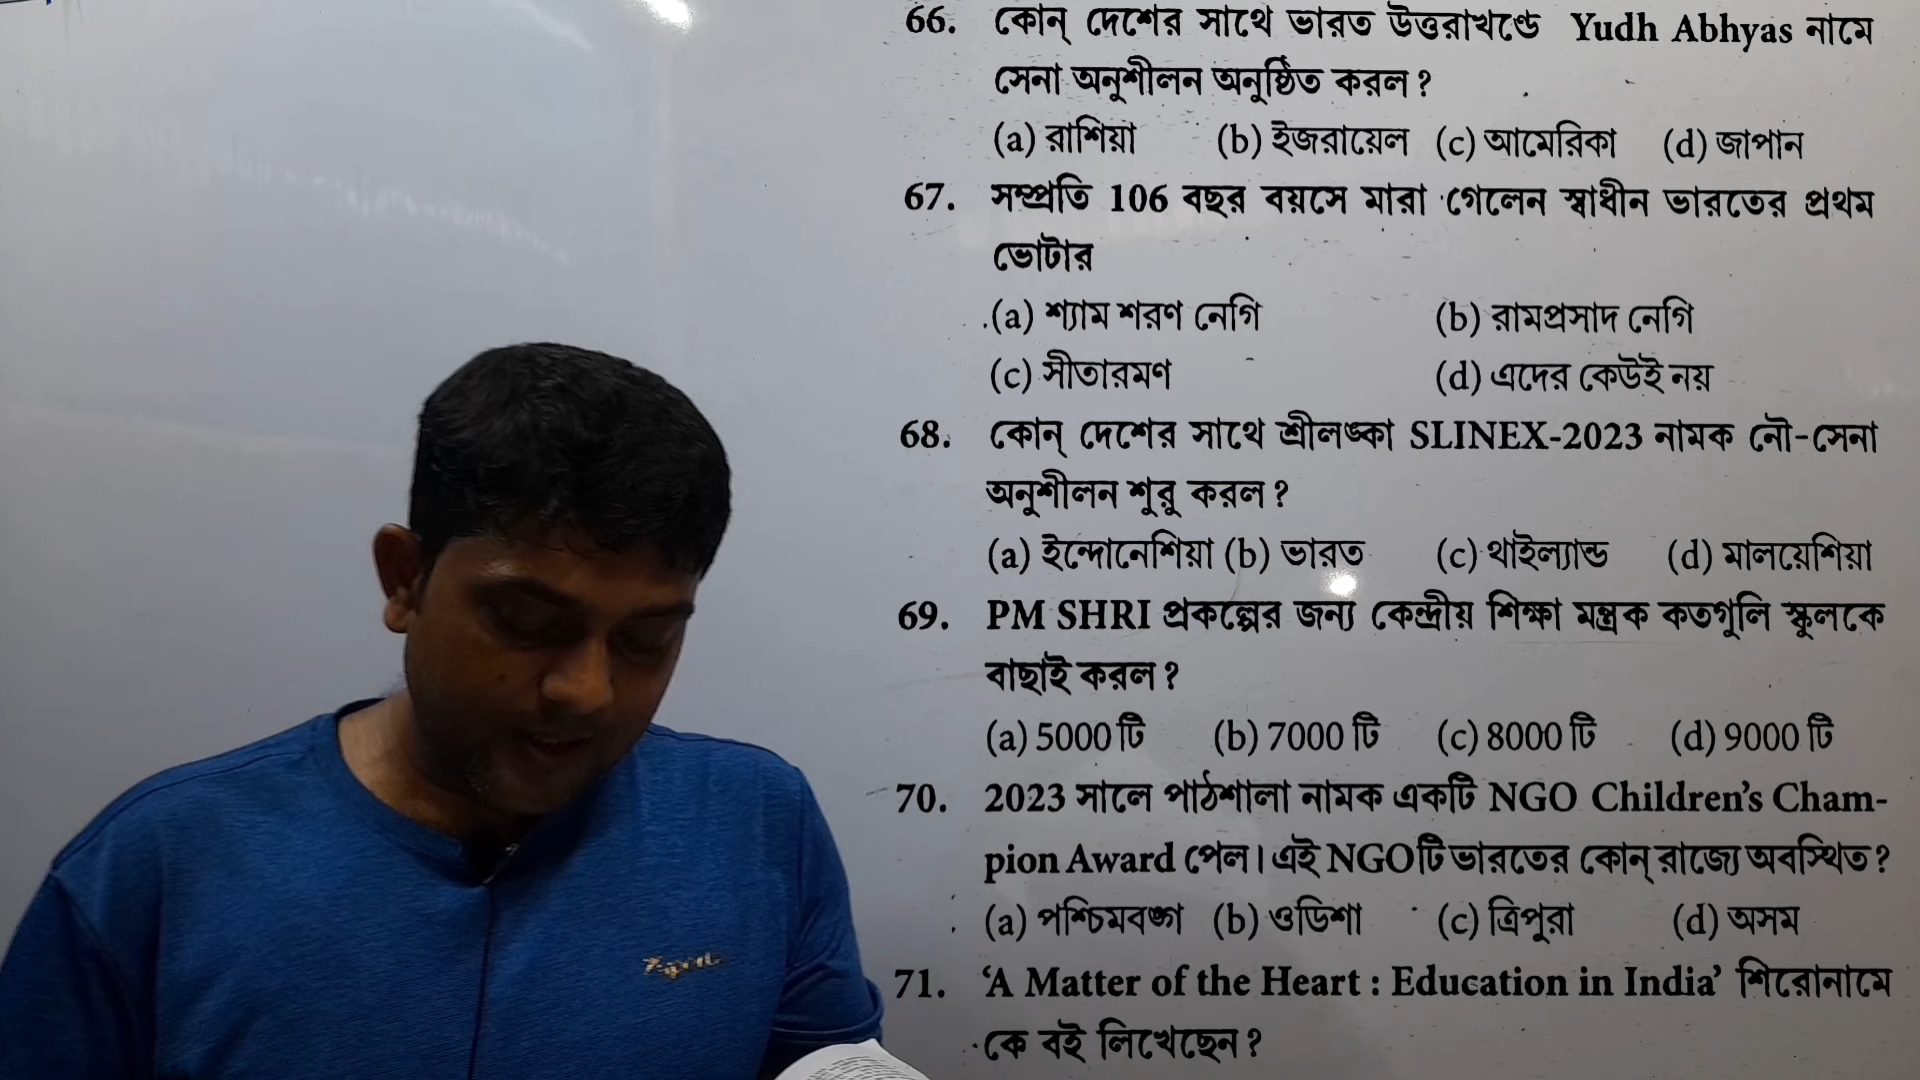 66. কোন্ দেশের সাথে ভারত উত্তরাখণ্ডে Yudh Abhyas নামে
সেনা অনুশীলন অনুষ্ঠিত করল ?
(a) রাশিয়া (b) ইজরায়েল (c) আমেরিকা (d) জাপান
67. সম্প্রতি 106 বছর বয়সে মারা গেলেন স্বাধীন ভারতের প্রথম
ভোটার
(a) শ্যাম শরণ নেগি (b) রামপ্রসাদ নেগি
(c) সীতারমণ (d) এদের কেউই নয়
68. কোন্ দেশের সাথে শ্রীলঙ্কা SLINEX-2023 নামক নৌ-সেনা
অনুশীলন শুরু করল ?
(a) ইন্দোনেশিয়া (b) ভারত (c) থাইল্যান্ড (d) মালয়েশিয়া
69. PM SHRI প্রকল্পের জন্য কেন্দ্রীয় শিক্ষা মন্ত্রক কতগুলি স্কুলকে
বাছাই করল ?
(a) 5000 টি (b) 7000 টি (c) 8000 টি (d) 9000 টি
70. 2023 সালে পাঠশালা নামক একটি NGO Children's Cham-
pion Award পেল। এই NGOটি ভারতের কোন্ রাজ্যে অবস্থিত ?
(a) পশ্চিমবঙ্গ (b) ওডিশা (c) ত্রিপুরা (d) অসম
71. 'A Matter of the Heart : Education in India' শিরোনামে
কে বই লিখেছেন ?